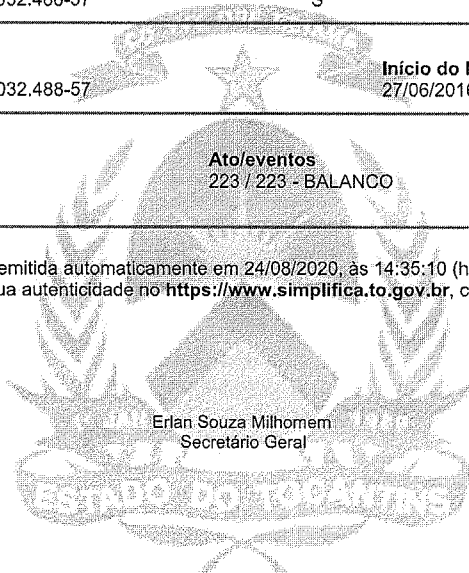 032.488-57 S
Início do
032.488-57 27/06/2016
Ato/eventos
223 / 223 - BALANCO
emitida automaticamente em 24/08/2020, às 14:35:10 (h
ua autenticidade no https://www.simplifica.to.gov.br, c
Erlan Souza Milhomem
Secretário Geral
ESTADO DO TOCANTINS